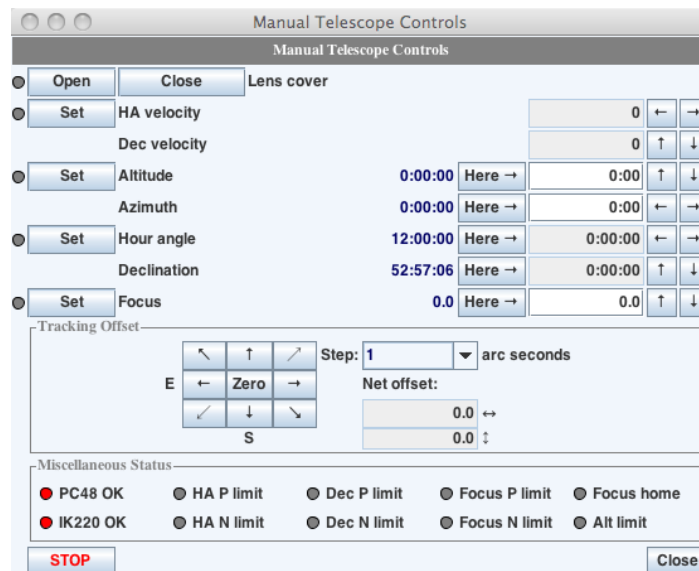 Manual Telescope Controls
Manual Telescope Controls
Open Close Lens cover
Set HA velocity 0 ← →
Dec velocity 0 ↑ ↓
Set Altitude 0:00:00 Here → 0:00 ↑ ↓
Azimuth 0:00:00 Here → 0:00 ← →
Set Hour angle 12:00:00 Here → 0:00:00 ← →
Declination 52:57:06 Here → 0:00:00 ↑ ↓
Set Focus 0.0 Here → 0.0 ↑ ↓
Tracking Offset
↖ ↑ ↗ Step: 1 arc seconds
E ← Zero → Net offset:
↙ ↓ ↘ 0.0 ↔
S 0.0 ↕
Miscellaneous Status
PC48 OK HA P limit Dec P limit Focus P limit Focus home
IK220 OK HA N limit Dec N limit Focus N limit Alt limit
STOP Close